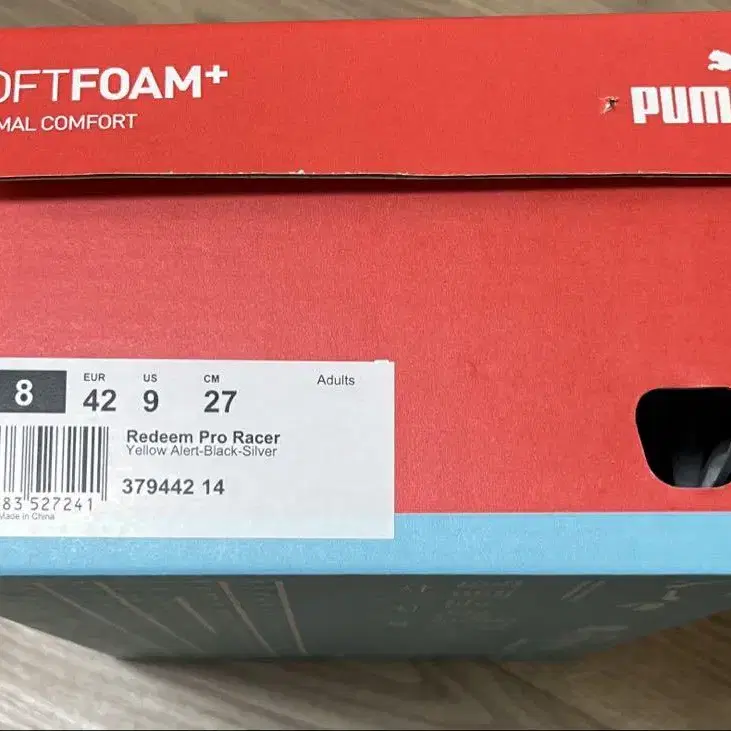 OFTFOAM+
MAL COMFORT
PUM
8
EUR 42
US 9
CM 27
Adults
Redeem Pro Racer
Yellow Alert-Black-Silver
379442 14
83 527241
Made in China